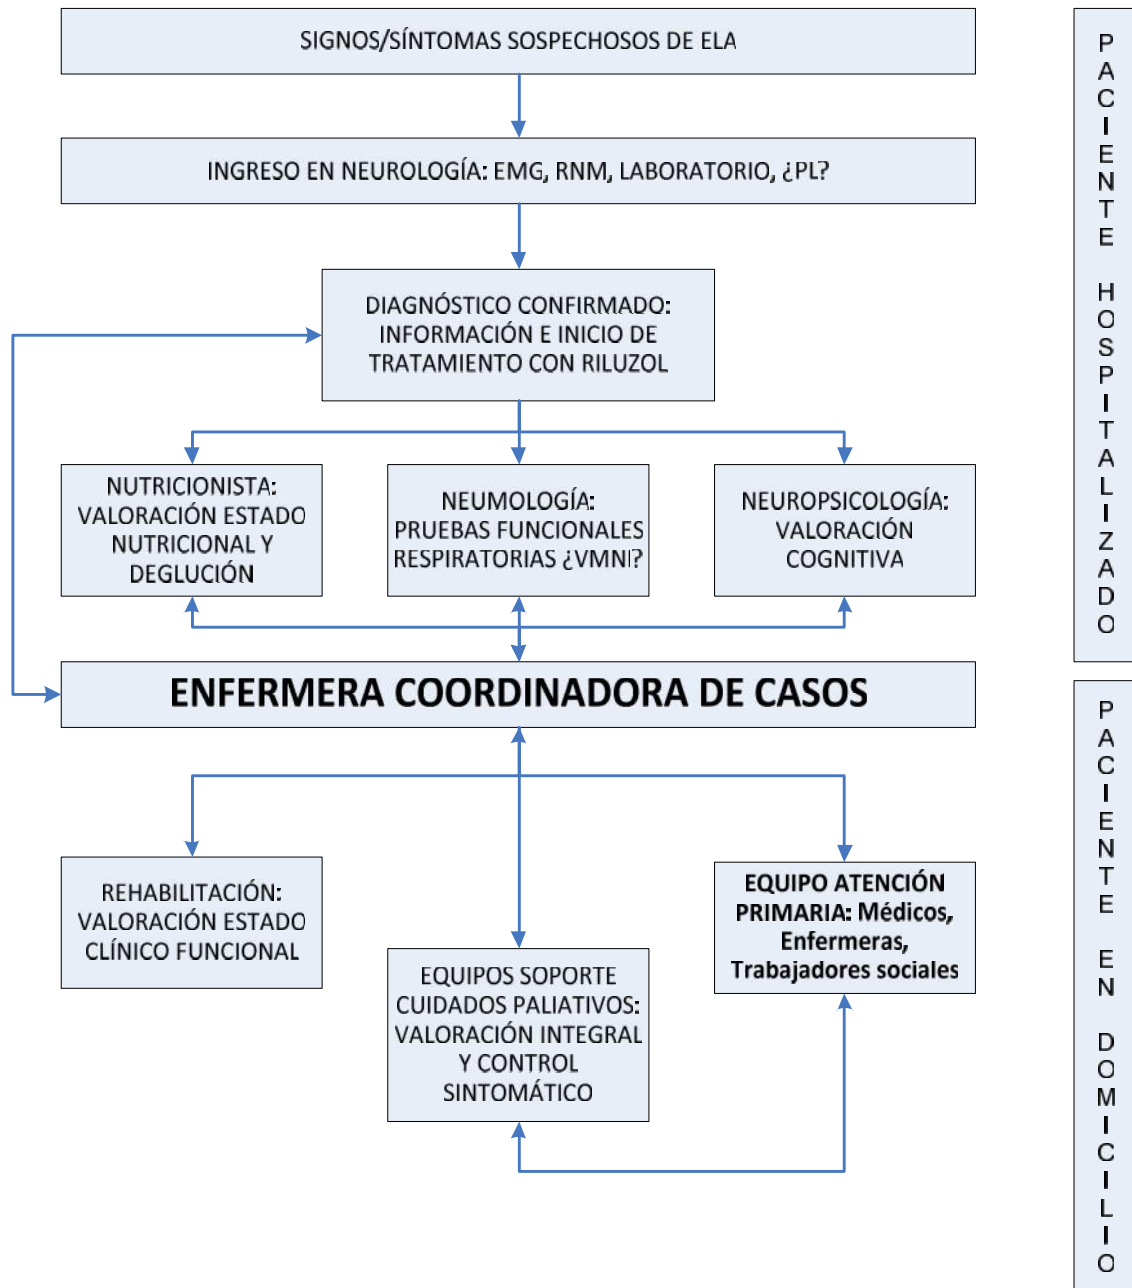 SIGNOS/SÍNTOMAS SOSPECHOSOS DE ELA
INGRESO EN NEUROLOGÍA: EMG, RNM, LABORATORIO, ¿PL?
DIAGNÓSTICO CONFIRMADO:
INFORMACIÓN E INICIO DE
TRATAMIENTO CON RILUZOL
NUTRICIONISTA:
VALORACIÓN ESTADO
NUTRICIONAL Y
DEGLUCIÓN
NEUMOLOGÍA:
PRUEBAS FUNCIONALES
RESPIRATORIAS ¿VMNI?
NEUROPSICOLOGÍA:
VALORACIÓN
COGNITIVA
ENFERMERA COORDINADORA DE CASOS
REHABILITACIÓN:
VALORACIÓN ESTADO
CLÍNICO FUNCIONAL
EQUIPOS SOPORTE
CUIDADOS PALIATIVOS:
VALORACIÓN INTEGRAL
Y CONTROL
SINTOMÁTICO
EQUIPO ATENCIÓN
PRIMARIA: Médicos,
Enfermeras,
Trabajadores sociales
PACIENTE HOSPITALIZADO
PACIENTE EN DOMICILIO